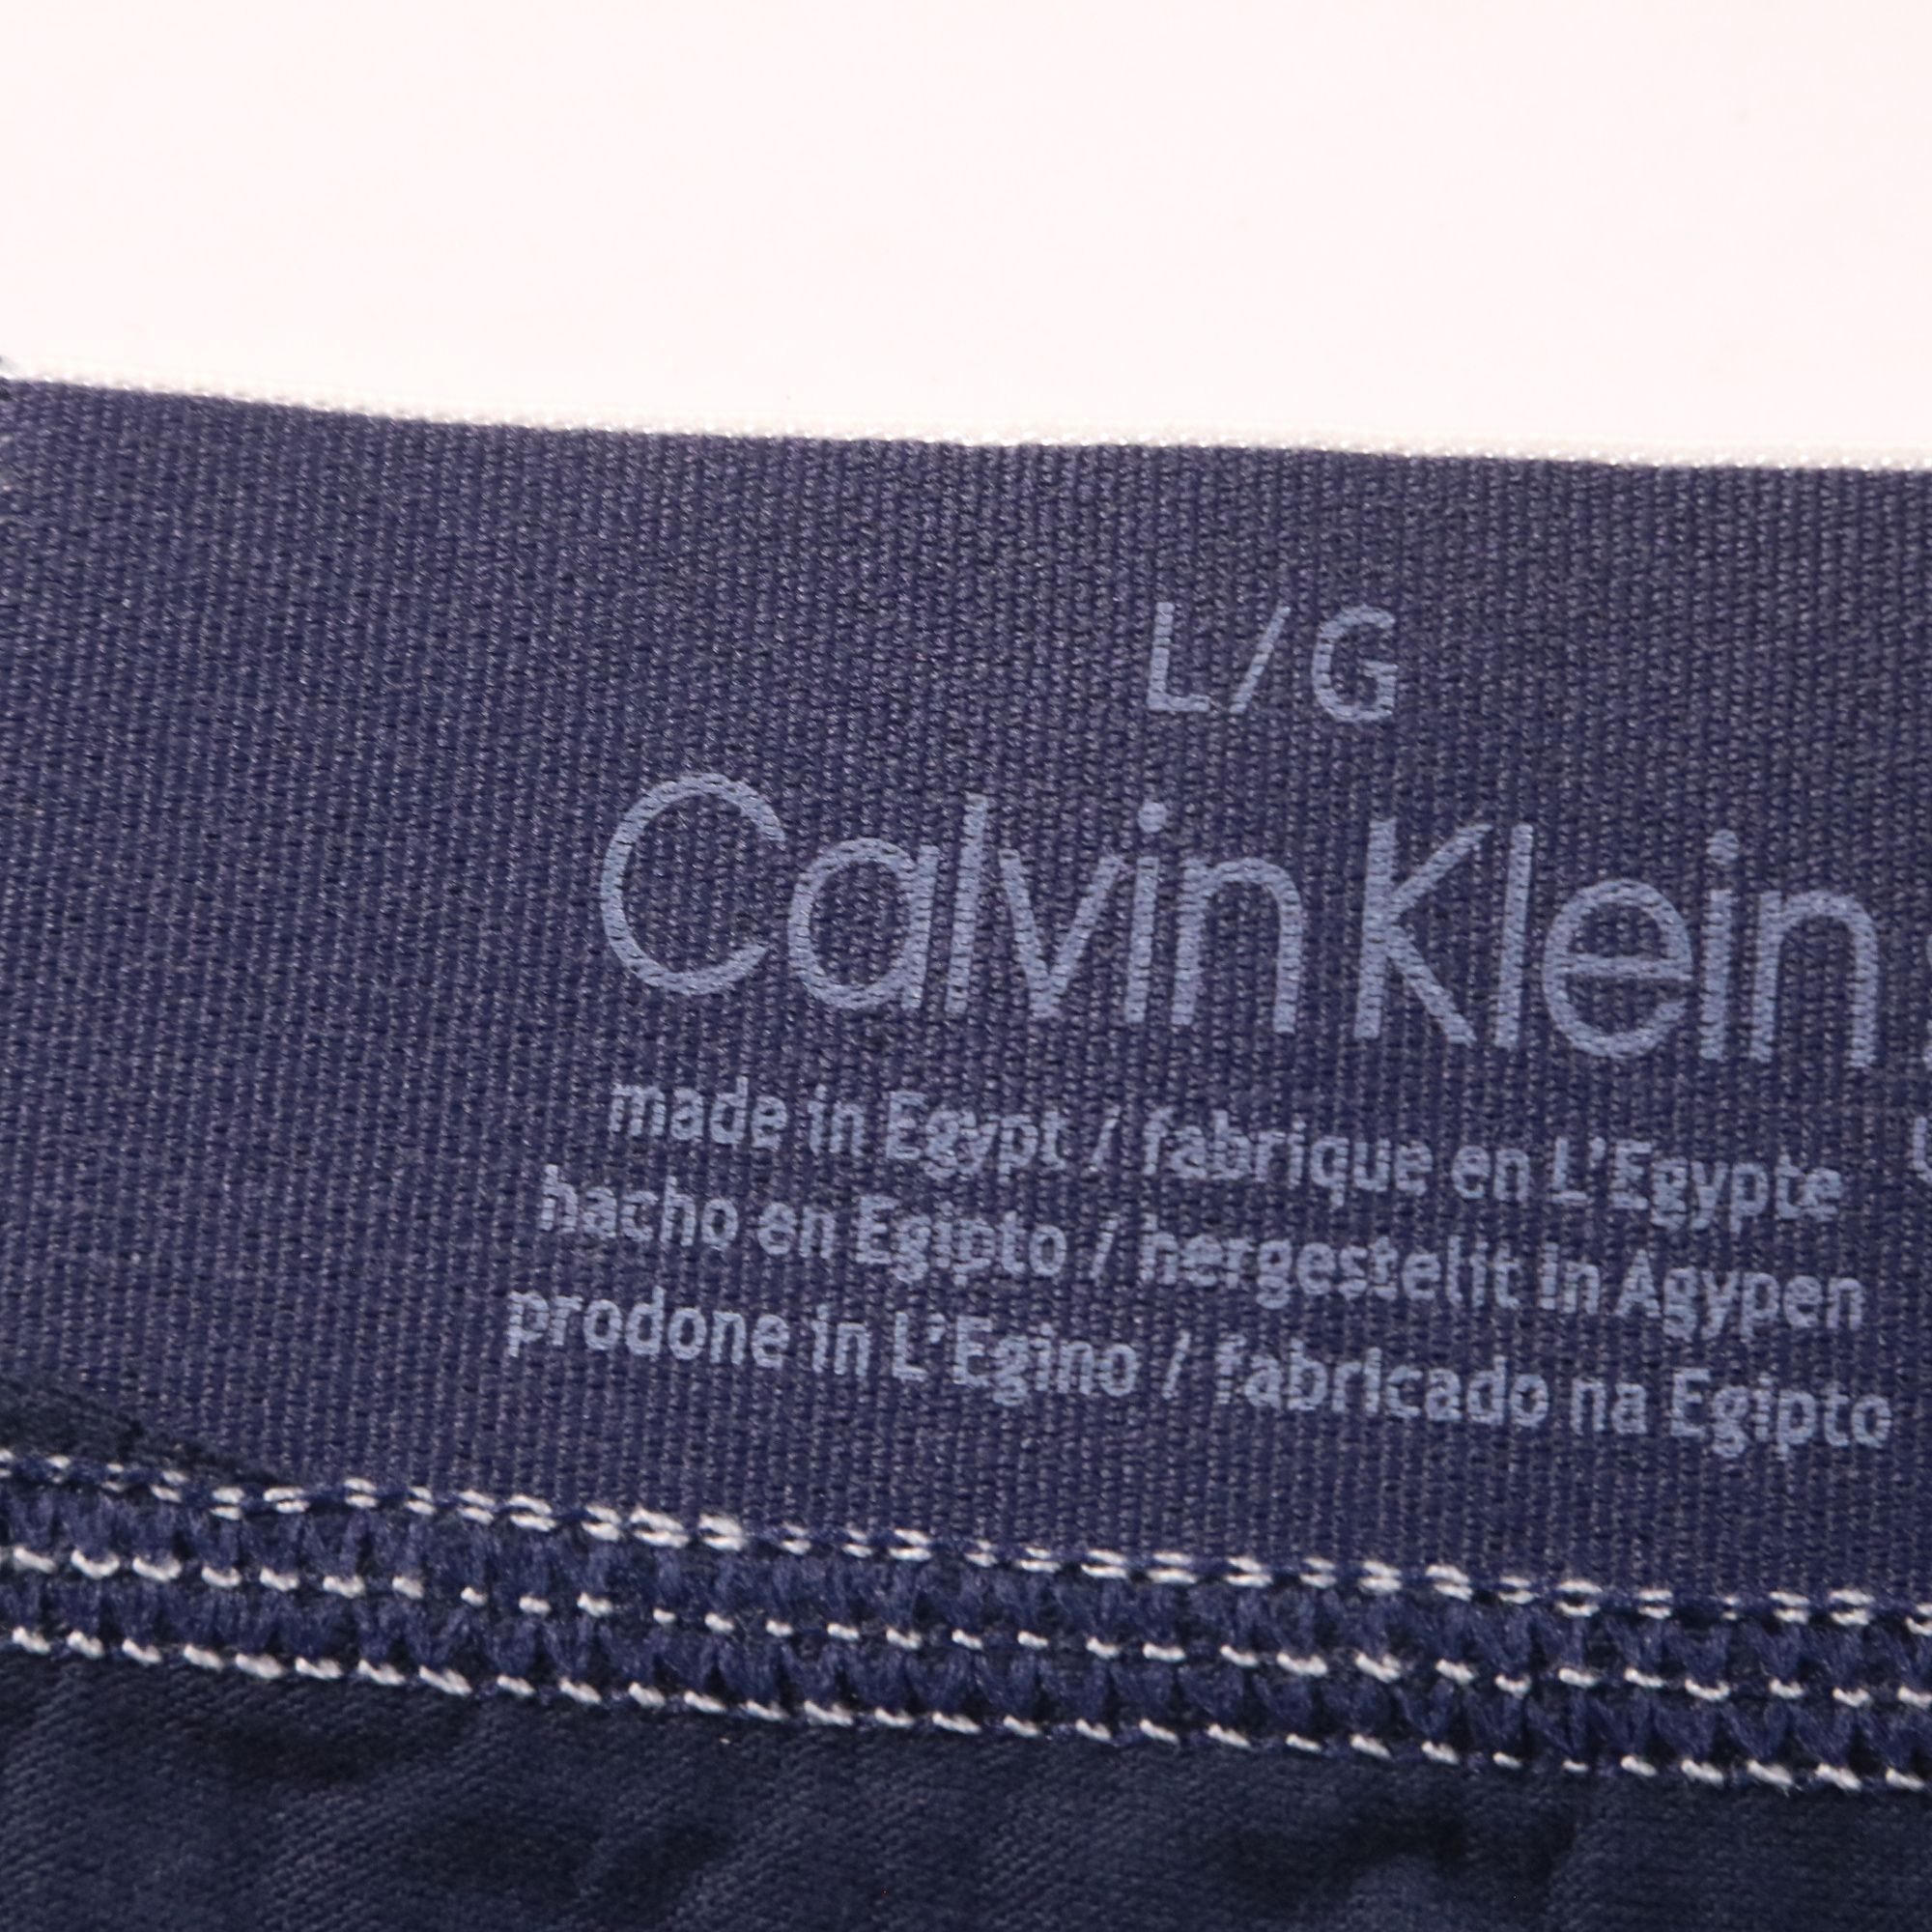 L/G
Calvin Klein
made in Egypt / fabrique en L'Egypte
hacho en Egipto / hergestelit in Agypen
prodone in L'Egino / fabricado na Egipto